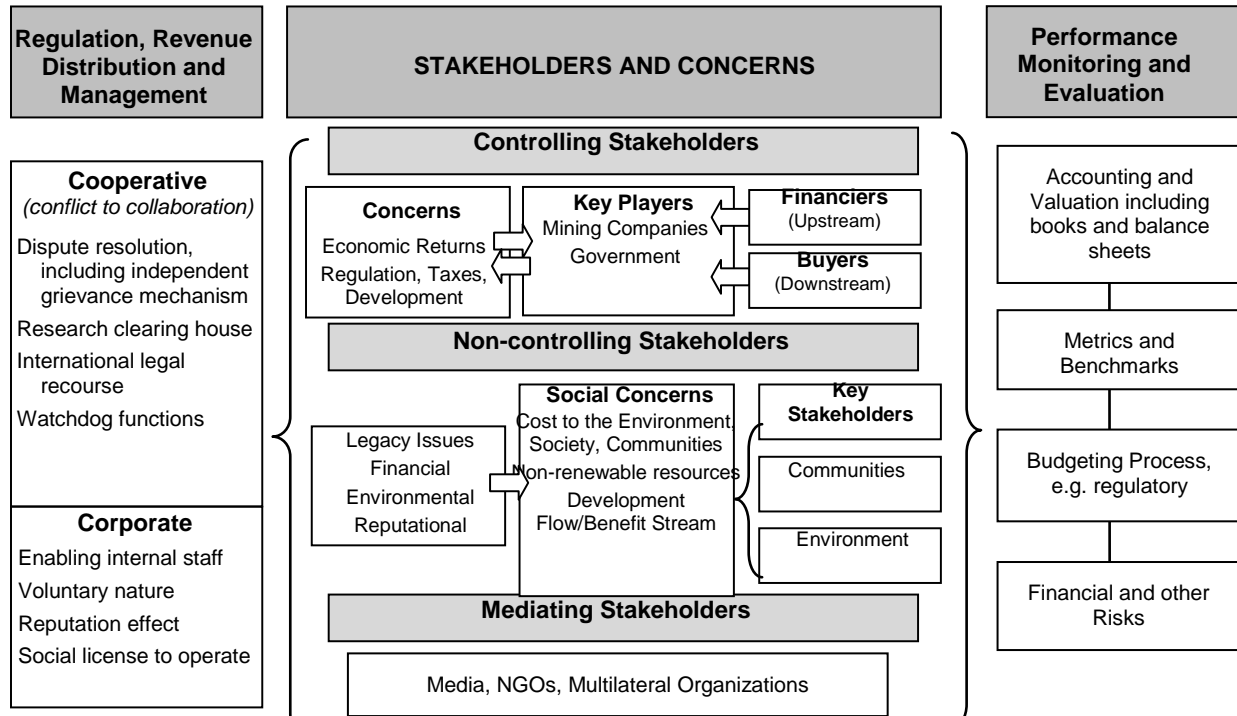 Regulation, Revenue
Distribution and
Management
STAKEHOLDERS AND CONCERNS
Performance
Monitoring and
Evaluation
Cooperative
(conflict to collaboration)
Dispute resolution,
including independent
grievance mechanism
Research clearing house
International legal
recourse
Watchdog functions
Corporate
Enabling internal staff
Voluntary nature
Reputation effect
Social license to operate
Controlling Stakeholders
Concerns
Economic Returns
Regulation, Taxes,
Development
Key Players
Mining Companies
Government
Financiers
(Upstream)
Buyers
(Downstream)
Non-controlling Stakeholders
Legacy Issues
Financial
Environmental
Reputational
Social Concerns
Cost to the Environment,
Society, Communities
Non-renewable resources
Development
Flow/Benefit Stream
Key
Stakeholders
Communities
Environment
Mediating Stakeholders
Media, NGOs, Multilateral Organizations
Accounting and
Valuation including
books and balance
sheets
Metrics and
Benchmarks
Budgeting Process,
e.g. regulatory
Financial and other
Risks